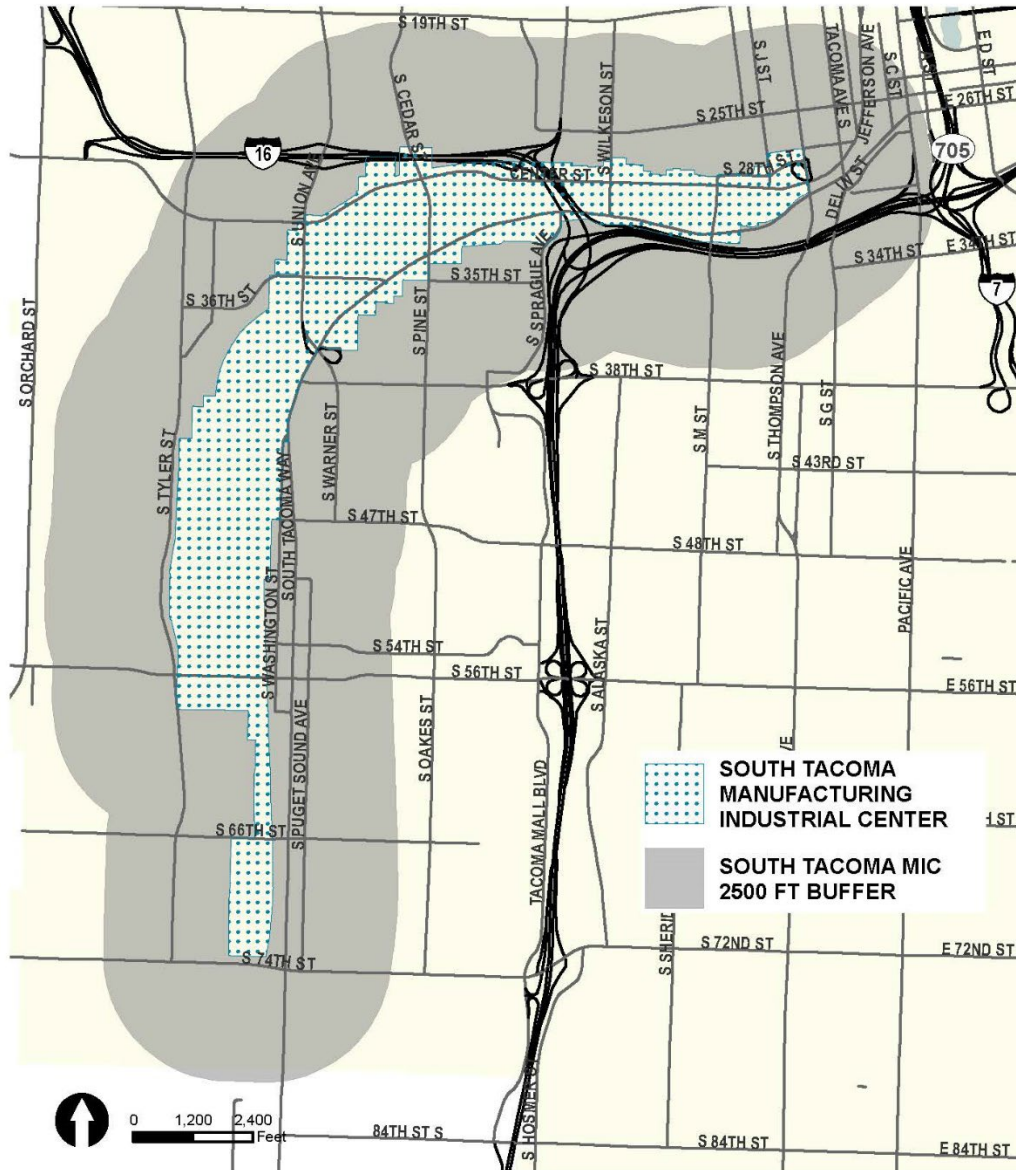 S 19TH ST
S J ST
TACOMA AVE S
JEFFERSON AVE
S C ST
E D ST
S CEDAR ST
S WILKESON ST
S 25TH ST
E 26TH ST
16
705
CENTER ST
S 28TH ST
S UNION AVE
DELIN ST
S 34TH ST
E 34TH ST
S 35TH ST
S SPRAGUE AVE
S 36TH ST
7
S ORCHARD ST
S PINE ST
S 38TH ST
S M ST
S THOMPSON AVE
S G ST
S TYLER ST
S WARNER ST
S 43RD ST
SOUTH TACOMA WAY
S 47TH ST
S 48TH ST
PACIFIC AVE
S WASHINGTON ST
S 54TH ST
S 56TH ST
E 56TH ST
S ALASKA ST
S OAKES ST
S PUGET SOUND AVE
TACOMA MALL BLVD
SOUTH TACOMA
MANUFACTURING
INDUSTRIAL CENTER
S 66TH ST
H ST
SOUTH TACOMA MIC
2500 FT BUFFER
S SHERID
S 72ND ST
E 72ND ST
S 74TH ST
0 1,200 2,400
Feet
S HOSMER ST
84TH ST S
S 84TH ST
E 84TH ST